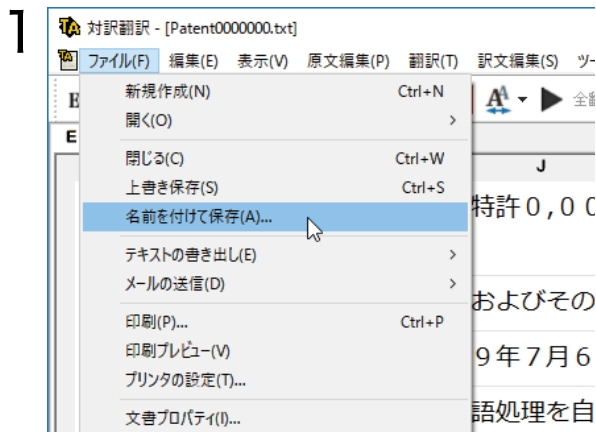 1
対訳翻訳 - [Patent0000000.txt]
ファイル(F) 編集(E) 表示(V) 原文編集(P) 翻訳(T) 訳文編集(S) ツー
新規作成(N) Ctrl+N
開く(O)
閉じる(C) Ctrl+W
上書き保存(S) Ctrl+S
名前を付けて保存(A)...
テキストの書き出し(E)
メールの送信(D)
印刷(P)... Ctrl+P
印刷プレビュー(V)
プリンタの設定(T)...
文書プロパティ(I)...
E
全
E
J
特許0,00
およびその
9年7月6
語処理を自